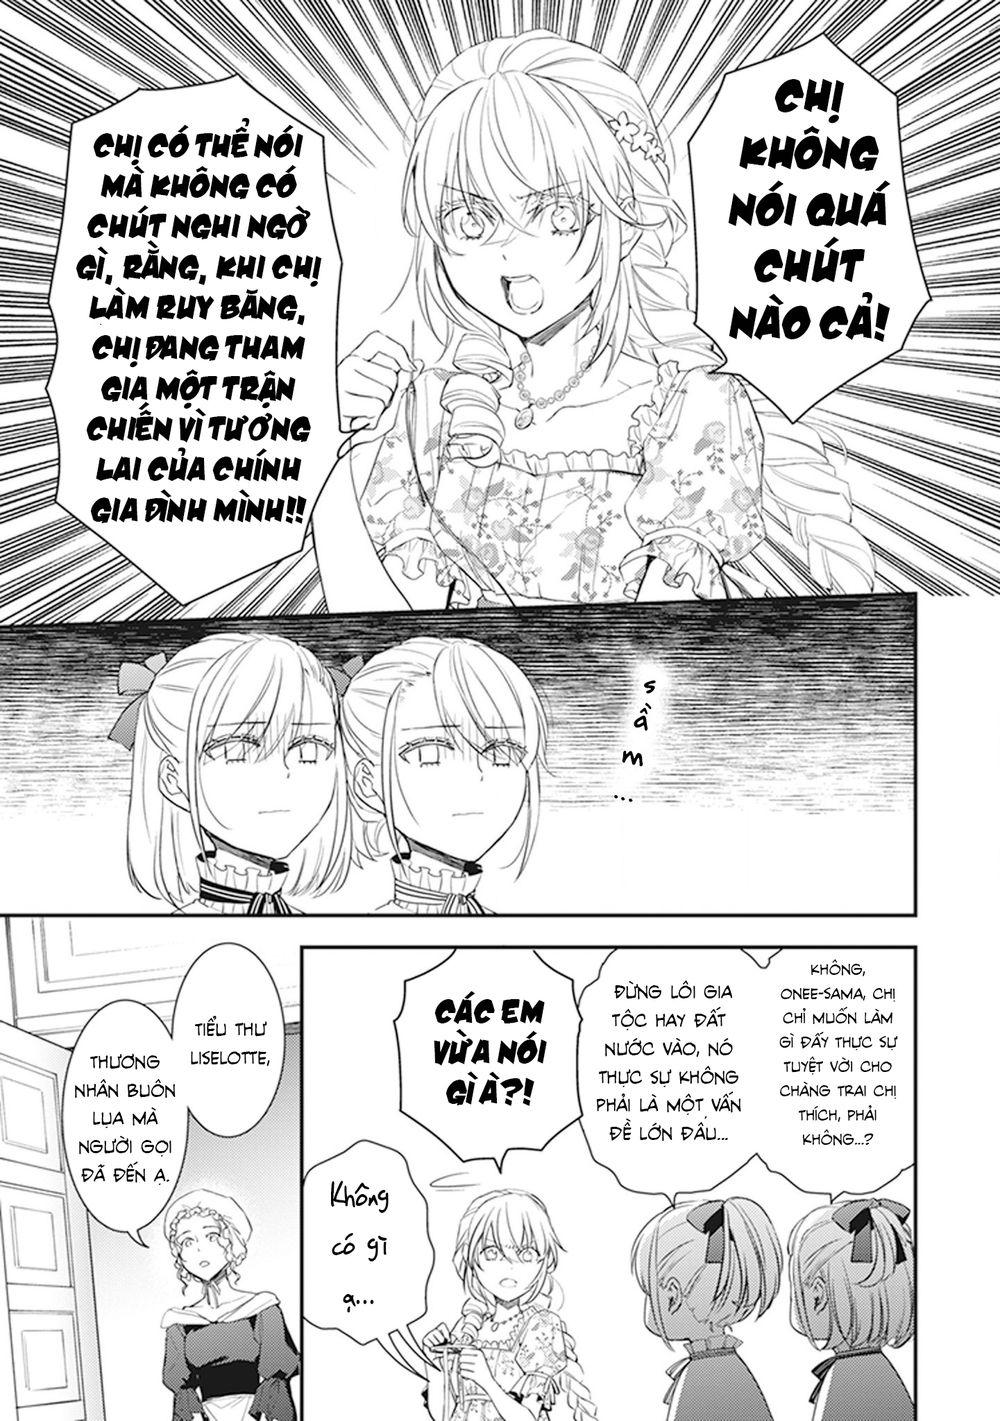 CHỊ
KHÔNG
NÓI QUÁ
CHÚT
NÀO CẢ!
CHỊ CÓ THỂ NÓI
MÀ KHÔNG CÓ
CHÚT NGHI NGỜ
GÌ, RẰNG, KHI CHỊ
LÀM RUY BĂNG,
CHỊ ĐANG THAM
GIA MỘT TRẬN
CHIẾN VÌ TƯƠNG
LAI CỦA CHÍNH
GIA ĐÌNH MÌNH!!
sầm...
KHÔNG,
ONEE-SAMA, CHỊ
CHỈ MUỐN LÀM
GÌ ĐẤY THỰC SỰ
TUYỆT VỜI CHO
CHÀNG TRAI CHỊ
THÍCH, PHẢI
KHÔNG...?
ĐỪNG LÔI GIA
TỘC HAY ĐẤT
NƯỚC VÀO, NÓ
THỰC SỰ KHÔNG
PHẢI LÀ MỘT VẤN
ĐỀ LỚN ĐÂU...
CÁC EM
VỪA NÓI
GÌ À?!
Không
có gì
ạ...
TIỂU THƯ
LISELOTTE,
THƯƠNG
NHÂN BUÔN
LỤA MÀ
NGƯỜI GỌI
ĐÃ ĐẾN Ạ.